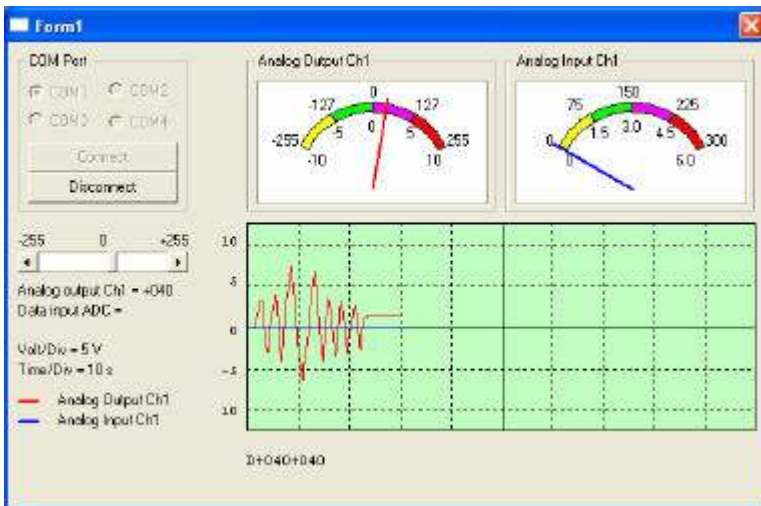 Form1
COM Port
COM1 COM2
COM3 COM4
Connect
Disconnect
-255 0 +255
Analog output Ch1 = +040
Data input ADC =
Volt/Div = 5 V
Time/Div = 10 s
Analog Output Ch1
Analog Input Ch1
Analog Output Ch1
0
-127 127
-255 -5 0 5 255
-10 10
Analog Input Ch1
150
75 225
0 1.5 3.0 4.5 300
0 6.0
10
5
0
-5
10
D+040+040